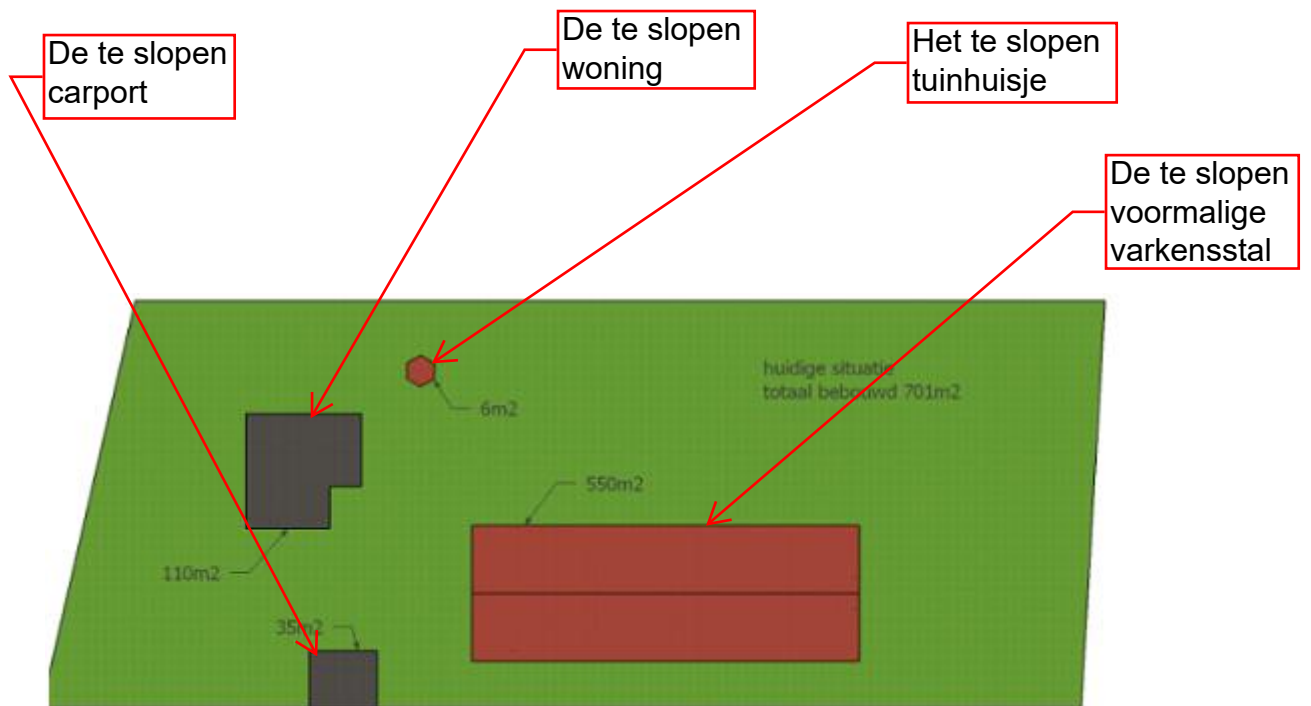 De te slopen
carport
De te slopen
woning
Het te slopen
tuinhuisje
De te slopen
voormalige
varkensstal
huidige situatie
totaal bebouwd 701m2
6m2
550m2
110m2
35m2